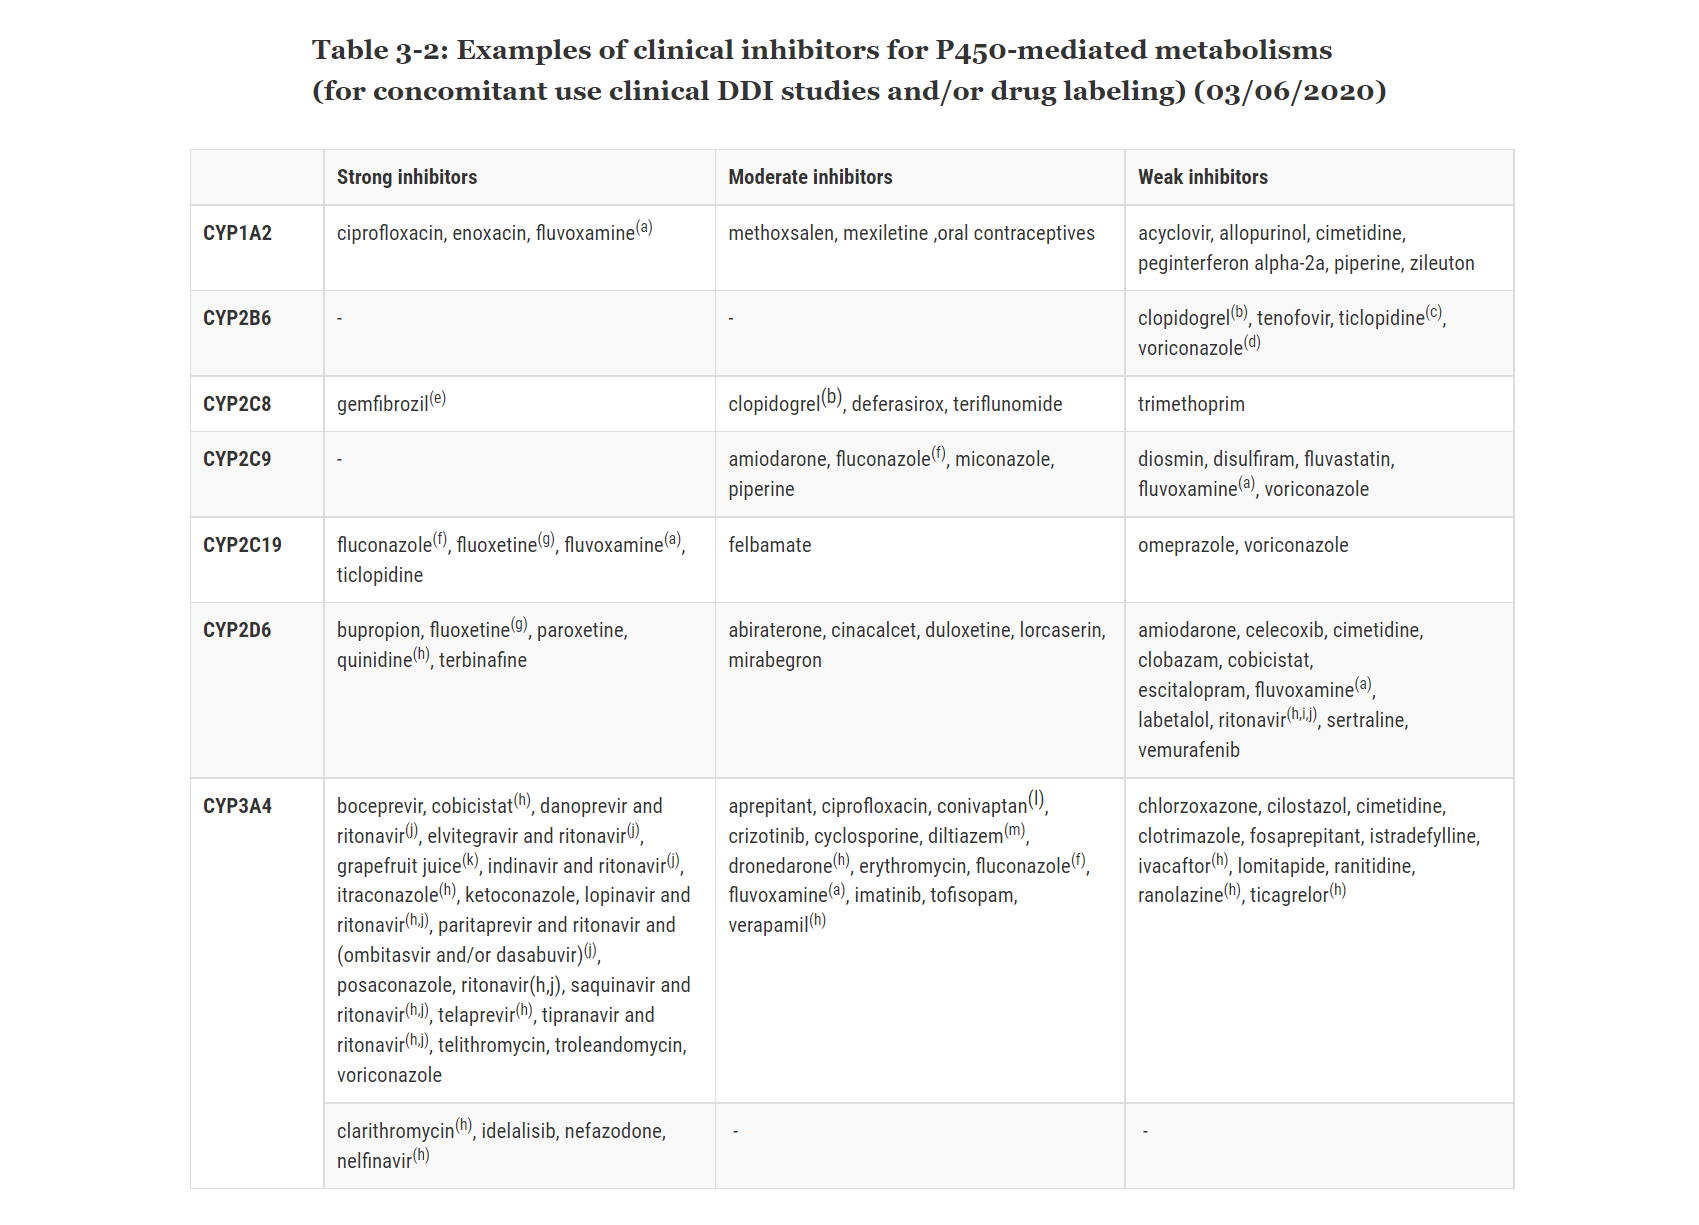 Table 3-2: Examples of clinical inhibitors for P450-mediated metabolisms
(for concomitant use clinical DDI studies and/or drug labeling) (03/06/2020)
Strong inhibitors
Moderate inhibitors
Weak inhibitors
CYP1A2
ciprofloxacin, enoxacin, fluvoxamine(a)
methoxsalen, mexiletine ,oral contraceptives
acyclovir, allopurinol, cimetidine,
peginterferon alpha-2a, piperine, zileuton
CYP2B6
-
-
clopidogrel(b), tenofovir, ticlopidine(c),
voriconazole(d)
CYP2C8
gemfibrozil(e)
clopidogrel(b), deferasirox, teriflunomide
trimethoprim
CYP2C9
-
amiodarone, fluconazole(f), miconazole,
piperine
diosmin, disulfiram, fluvastatin,
fluvoxamine(a), voriconazole
CYP2C19
fluconazole(f), fluoxetine(g), fluvoxamine(a),
ticlopidine
felbamate
omeprazole, voriconazole
CYP2D6
bupropion, fluoxetine(g), paroxetine,
quinidine(h), terbinafine
abiraterone, cinacalcet, duloxetine, lorcaserin,
mirabegron
amiodarone, celecoxib, cimetidine,
clobazam, cobicistat,
escitalopram, fluvoxamine(a),
labetalol, ritonavir(h,i,j), sertraline,
vemurafenib
CYP3A4
boceprevir, cobicistat(h), danoprevir and
ritonavir(j), elvitegravir and ritonavir(j),
grapefruit juice(k), indinavir and ritonavir(j),
itraconazole(h), ketoconazole, lopinavir and
ritonavir(h,j), paritaprevir and ritonavir and
(ombitasvir and/or dasabuvir)(j),
posaconazole, ritonavir(h,j), saquinavir and
ritonavir(h,j), telaprevir(h), tipranavir and
ritonavir(h,j), telithromycin, troleandomycin,
voriconazole
aprepitant, ciprofloxacin, conivaptan(l),
crizotinib, cyclosporine, diltiazem(m),
dronedarone(h), erythromycin, fluconazole(f),
fluvoxamine(a), imatinib, tofisopam,
verapamil(h)
chlorzoxazone, cilostazol, cimetidine,
clotrimazole, fosaprepitant, istradefylline,
ivacaftor(h), lomitapide, ranitidine,
ranolazine(h), ticagrelor(h)
clarithromycin(h), idelalisib, nefazodone,
nelfinavir(h)
-
-